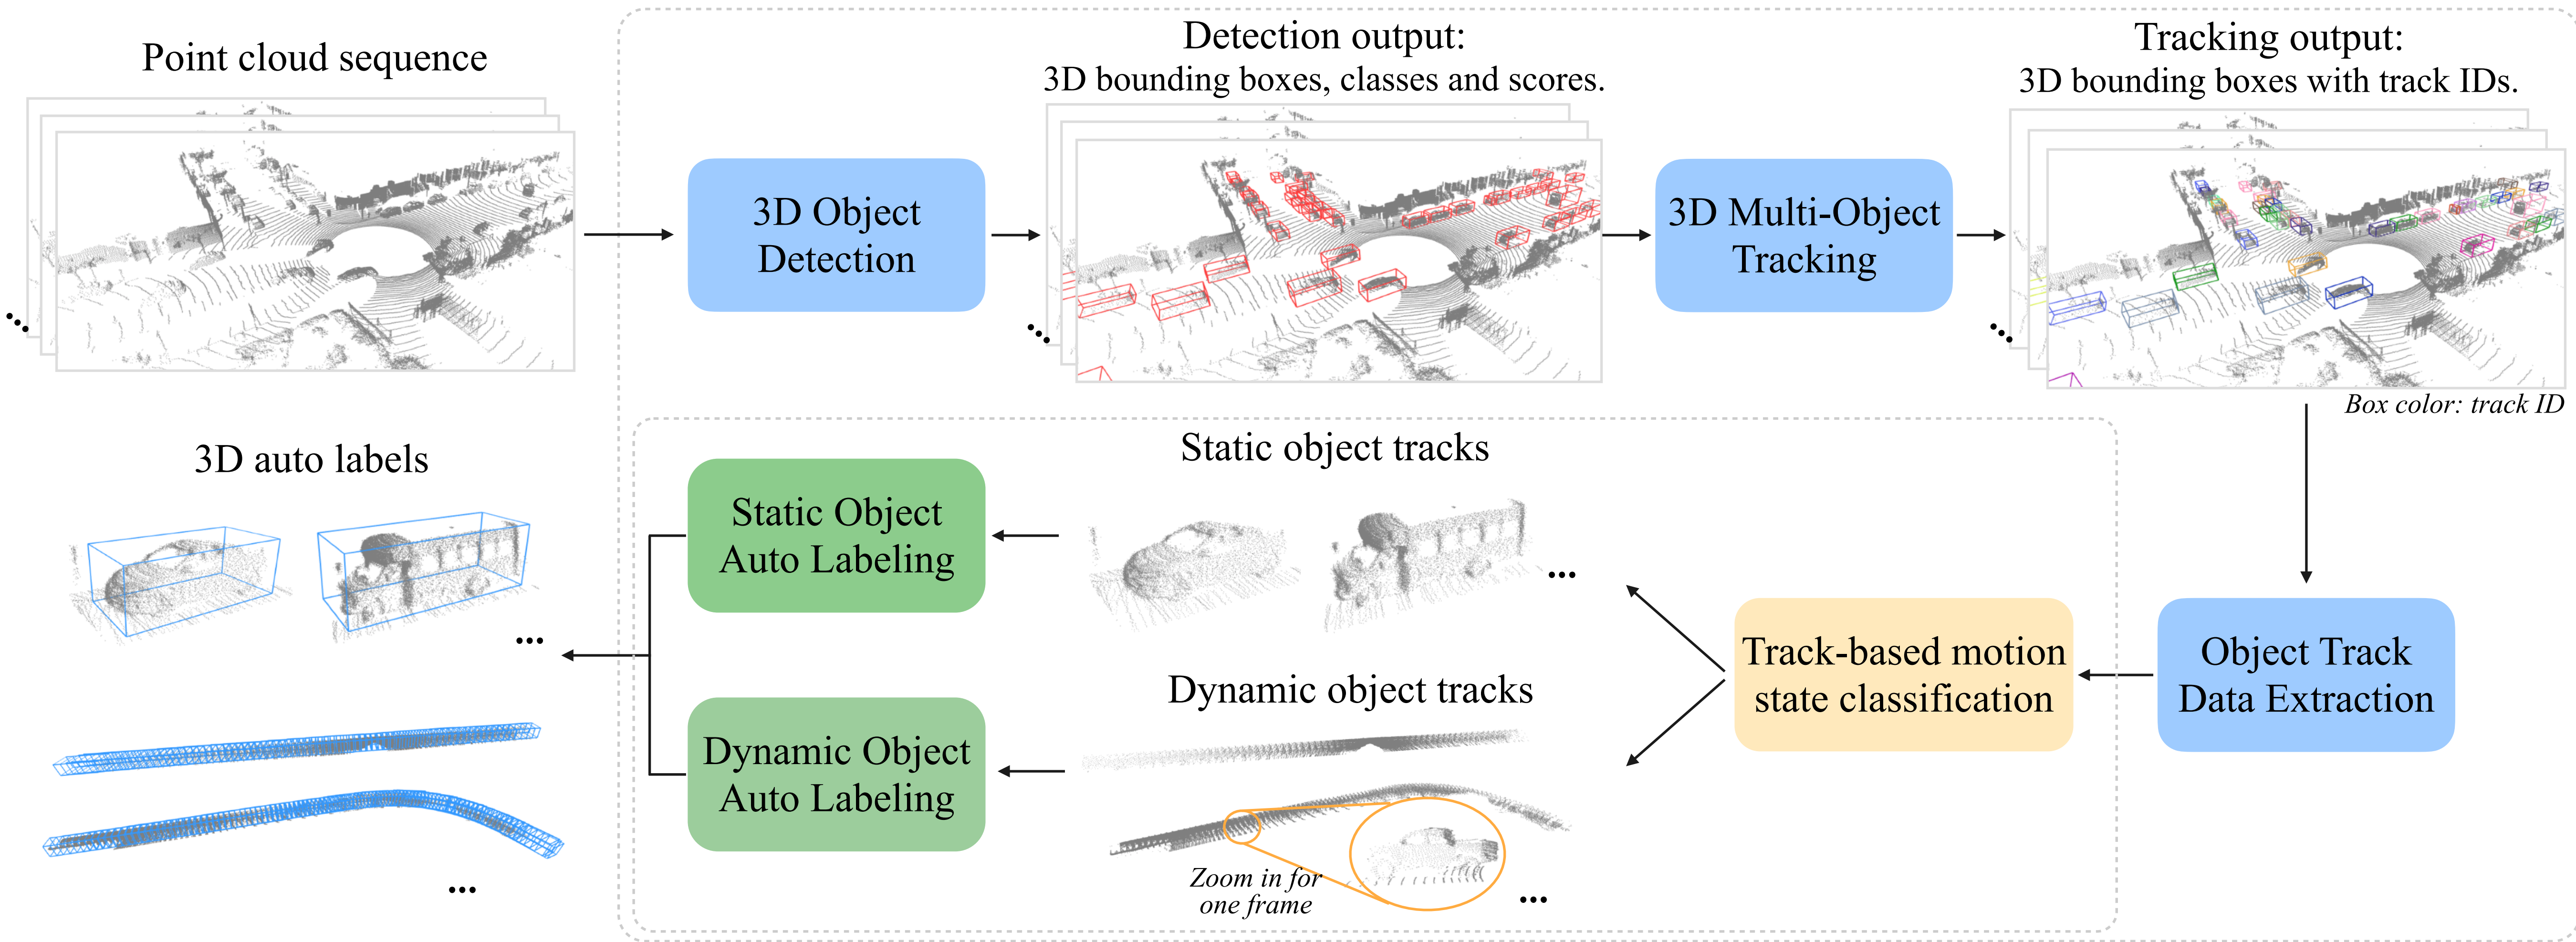 Point cloud sequence
3D Object
Detection
Detection output:
3D bounding boxes, classes and scores.
3D Multi-Object
Tracking
Tracking output:
3D bounding boxes with track IDs.
Box color: track ID
Object Track
Data Extraction
Track-based motion
state classification
Static object tracks
...
Dynamic object tracks
Zoom in for
one frame
...
Static Object
Auto Labeling
Dynamic Object
Auto Labeling
3D auto labels
...
...